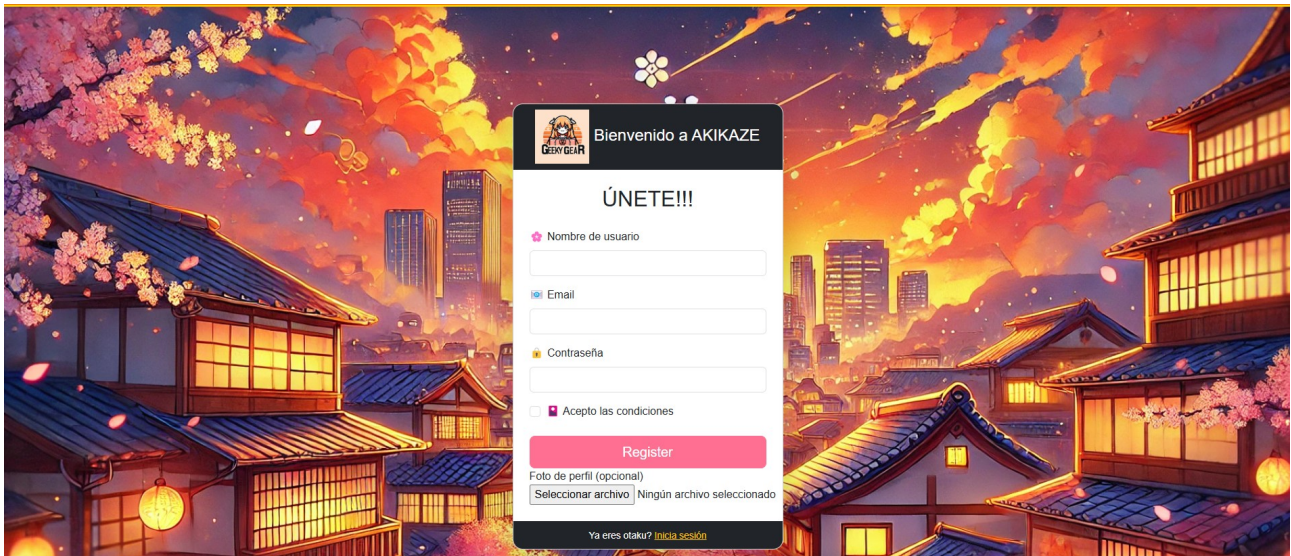 GEEKY GEAR
Bienvenido a AKIKAZE
ÚNETE!!!
Nombre de usuario
Email
Contraseña
Acepto las condiciones
Register
Foto de perfil (opcional)
Seleccionar archivo Ningún archivo seleccionado
Ya eres otaku? Inicia sesión